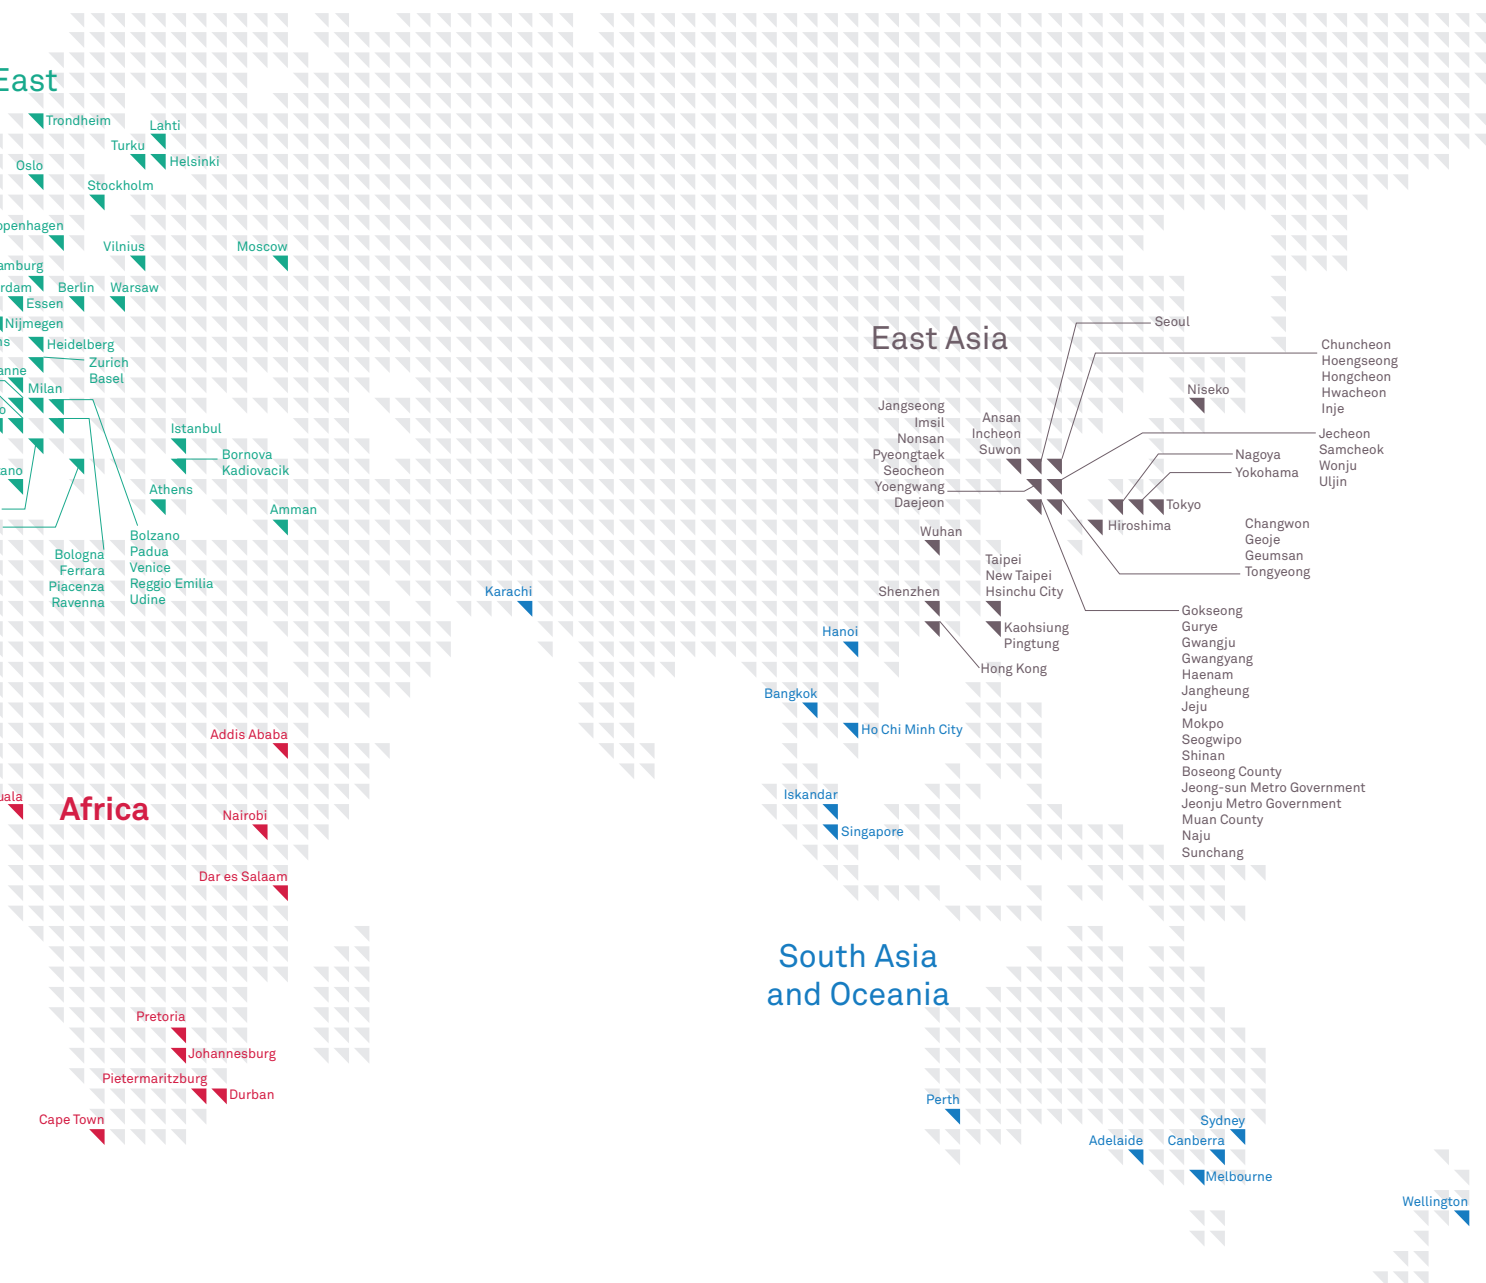 East
Trondheim
Lahti
Turku
Helsinki
Oslo
Stockholm
openhagen
Vilnius
Moscow
amburg
rdam
Berlin
Warsaw
Essen
Nijmegen
ns
Heidelberg
Zurich
Basel
anne
Milan
o
Istanbul
Bornova
Kadiovacik
ano
Athens
Amman
Bologna
Ferrara
Piacenza
Ravenna
Bolzano
Padua
Venice
Reggio Emilia
Udine
East Asia
Seoul
Chuncheon
Hoengseong
Hongcheon
Hwacheon
Inje
Niseko
Jangseong
Imsil
Nonsan
Pyeongtaek
Seocheon
Yoengwang
Daejeon
Ansan
Incheon
Suwon
Jecheon
Samcheok
Wonju
Uljin
Nagoya
Yokohama
Tokyo
Hiroshima
Changwon
Geoje
Geumsan
Tongyeong
Wuhan
Taipei
New Taipei
Hsinchu City
Shenzhen
Kaohsiung
Pingtung
Hong Kong
Gokseong
Gurye
Gwangju
Gwangyang
Haenam
Jangheung
Jeju
Mokpo
Seogwipo
Shinan
Boseong County
Jeong-sun Metro Government
Jeonju Metro Government
Muan County
Naju
Sunchang
Karachi
Hanoi
Bangkok
Ho Chi Minh City
Iskandar
Singapore
Addis Ababa
uala
Africa
Nairobi
Dar es Salaam
Pretoria
Johannesburg
Pietermaritzburg
Durban
Cape Town
South Asia
and Oceania
Perth
Sydney
Adelaide
Canberra
Melbourne
Wellington